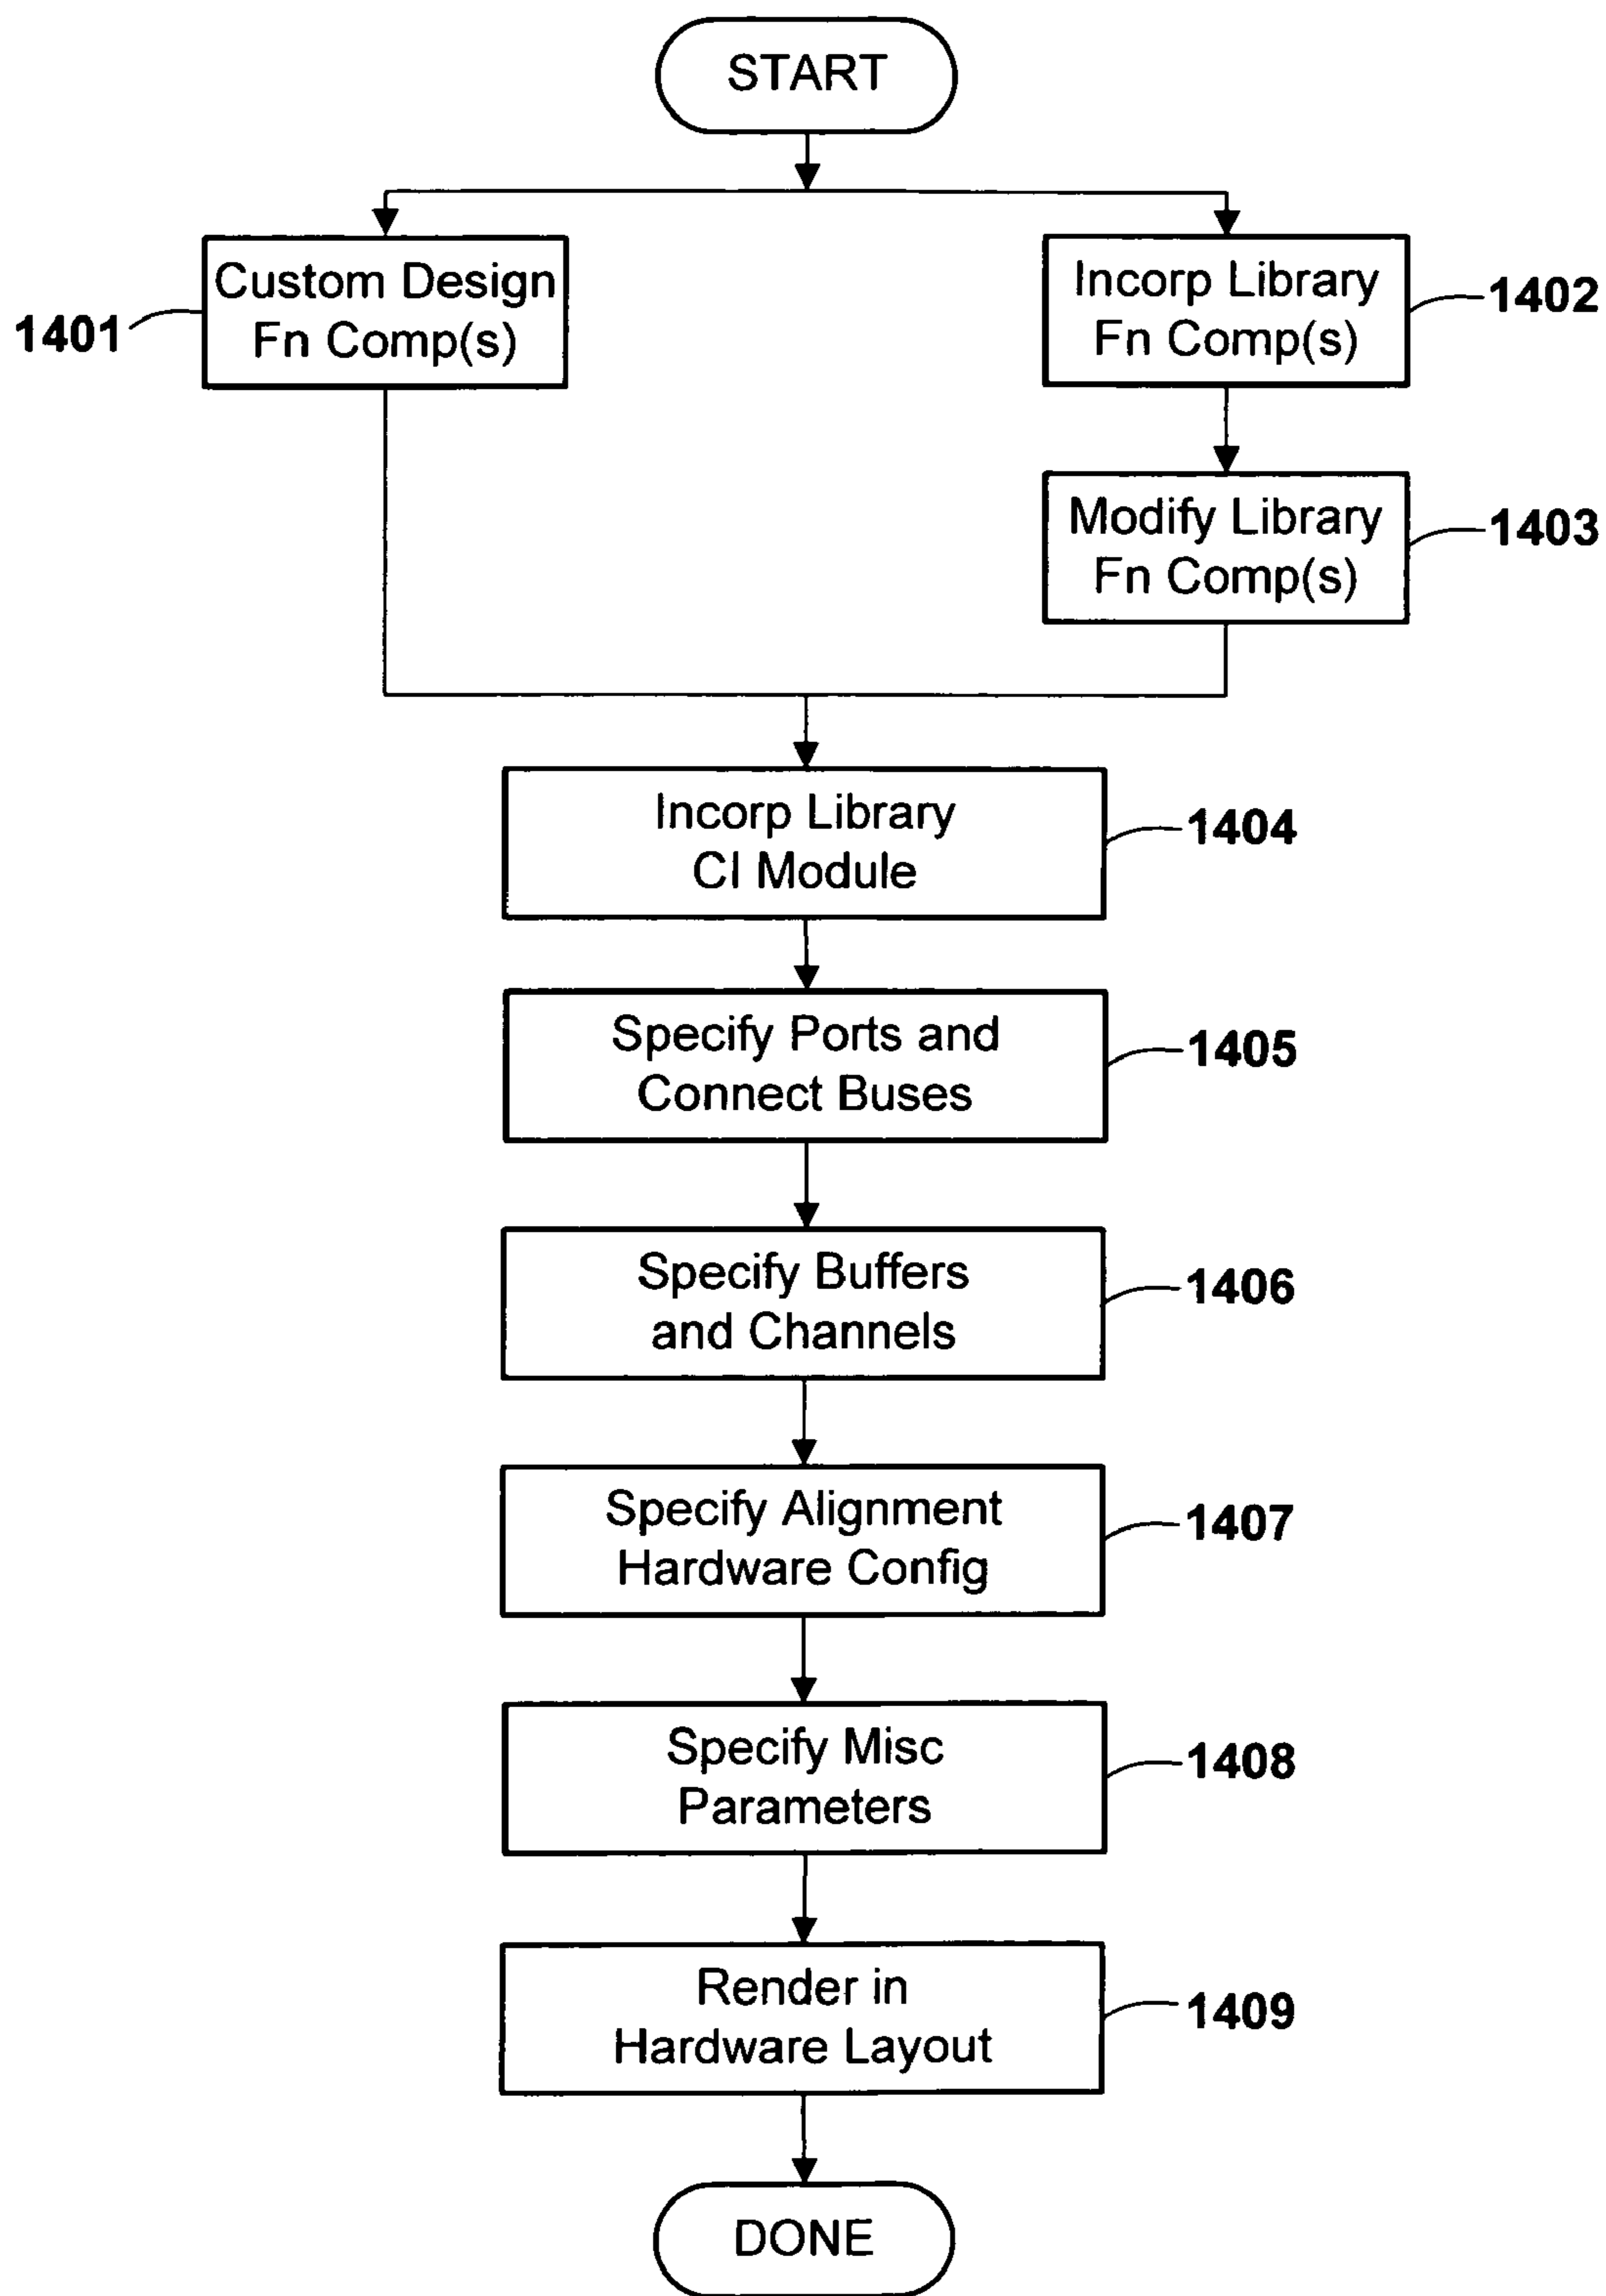 START
Custom Design
Fn Comp(s)
1401
Incorp Library
Fn Comp(s)
1402
Modify Library
Fn Comp(s)
1403
Incorp Library
CI Module
1404
Specify Ports and
Connect Buses
1405
Specify Buffers
and Channels
1406
Specify Alignment
Hardware Config
1407
Specify Misc
Parameters
1408
Render in
Hardware Layout
1409
DONE